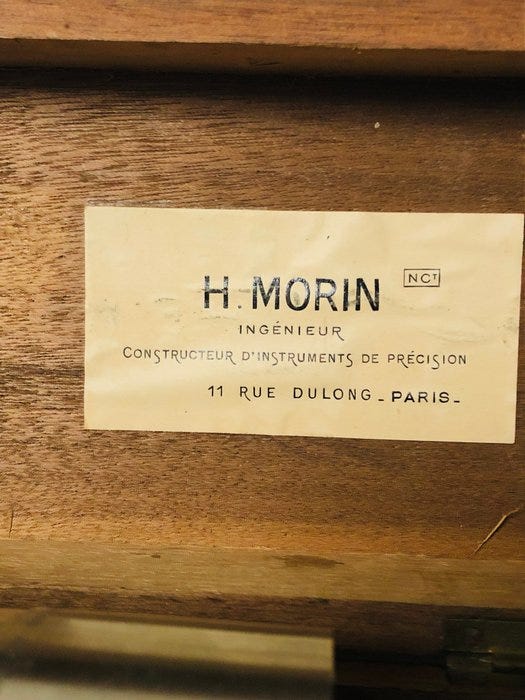 H. MORIN NCT
INGÉNIEUR
CONSTRUCTEUR D'INSTRUMENTS DE PRÉCISION
11 RUE DULONG - PARIS -